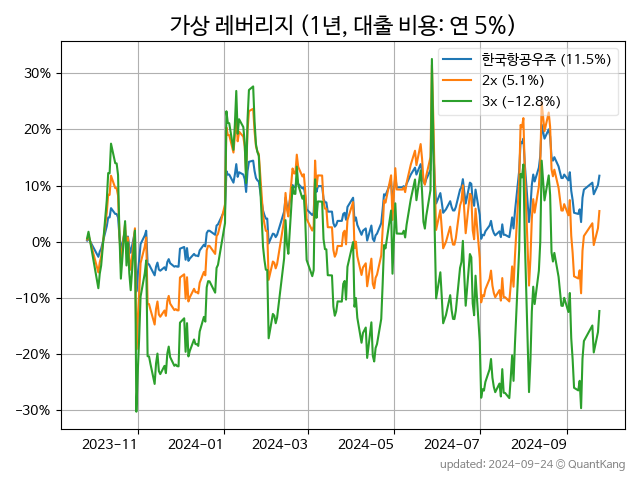 가상 레버리지 (1년, 대출 비용: 연 5%)
한국항공우주 (11.5%)
2x (5.1%)
3x (−12.8%)
30%
20%
10%
0%
−10%
−20%
−30%
2023−11
2024−01
2024−03
2024−05
2024−07
2024−09
updated: 2024-09-24 © QuantKang